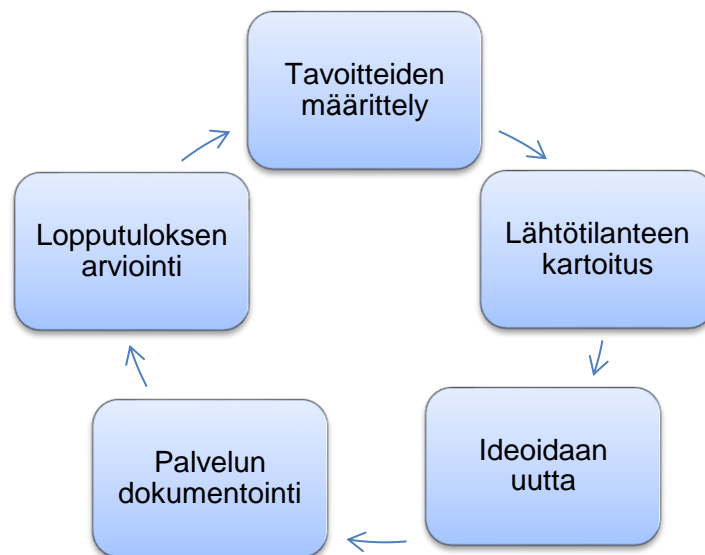 Tavoitteiden
määrittely
Lähtötilanteen
kartoitus
Ideoidaan
uutta
Palvelun
dokumentointi
Lopputuloksen
arviointi